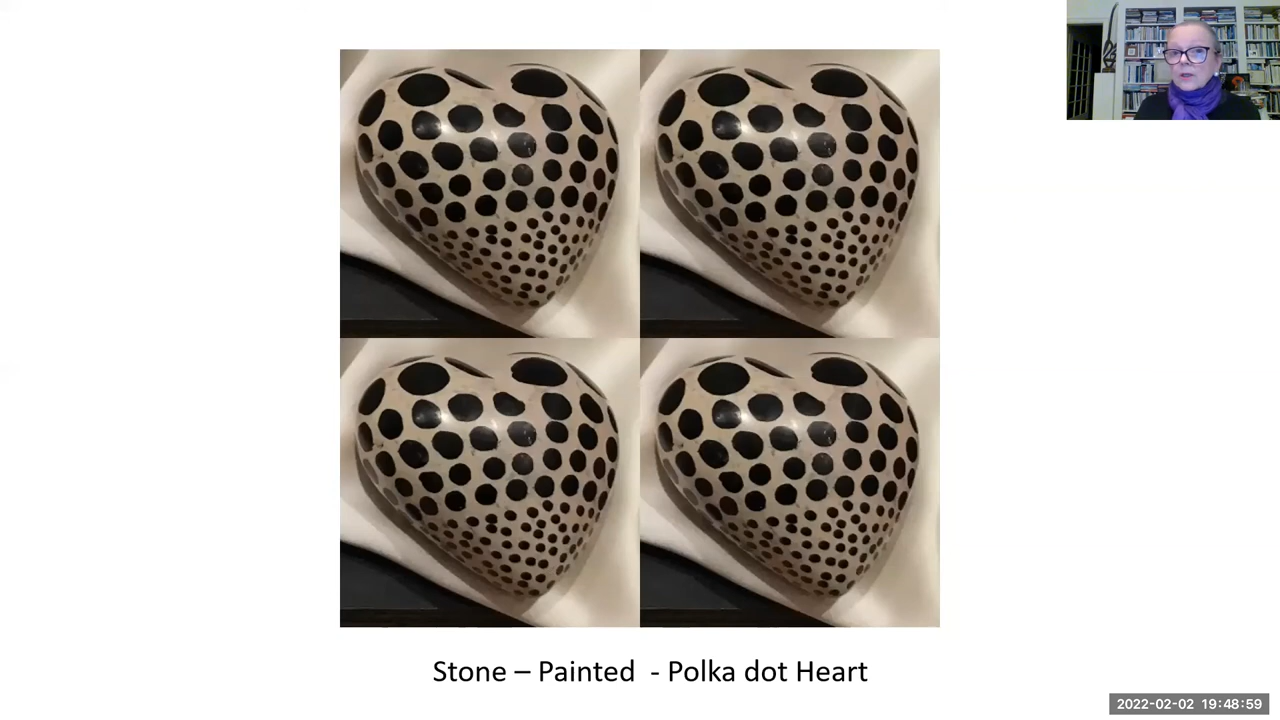 Stone – Painted  - Polka dot Heart
2022-02-02 19:48:59